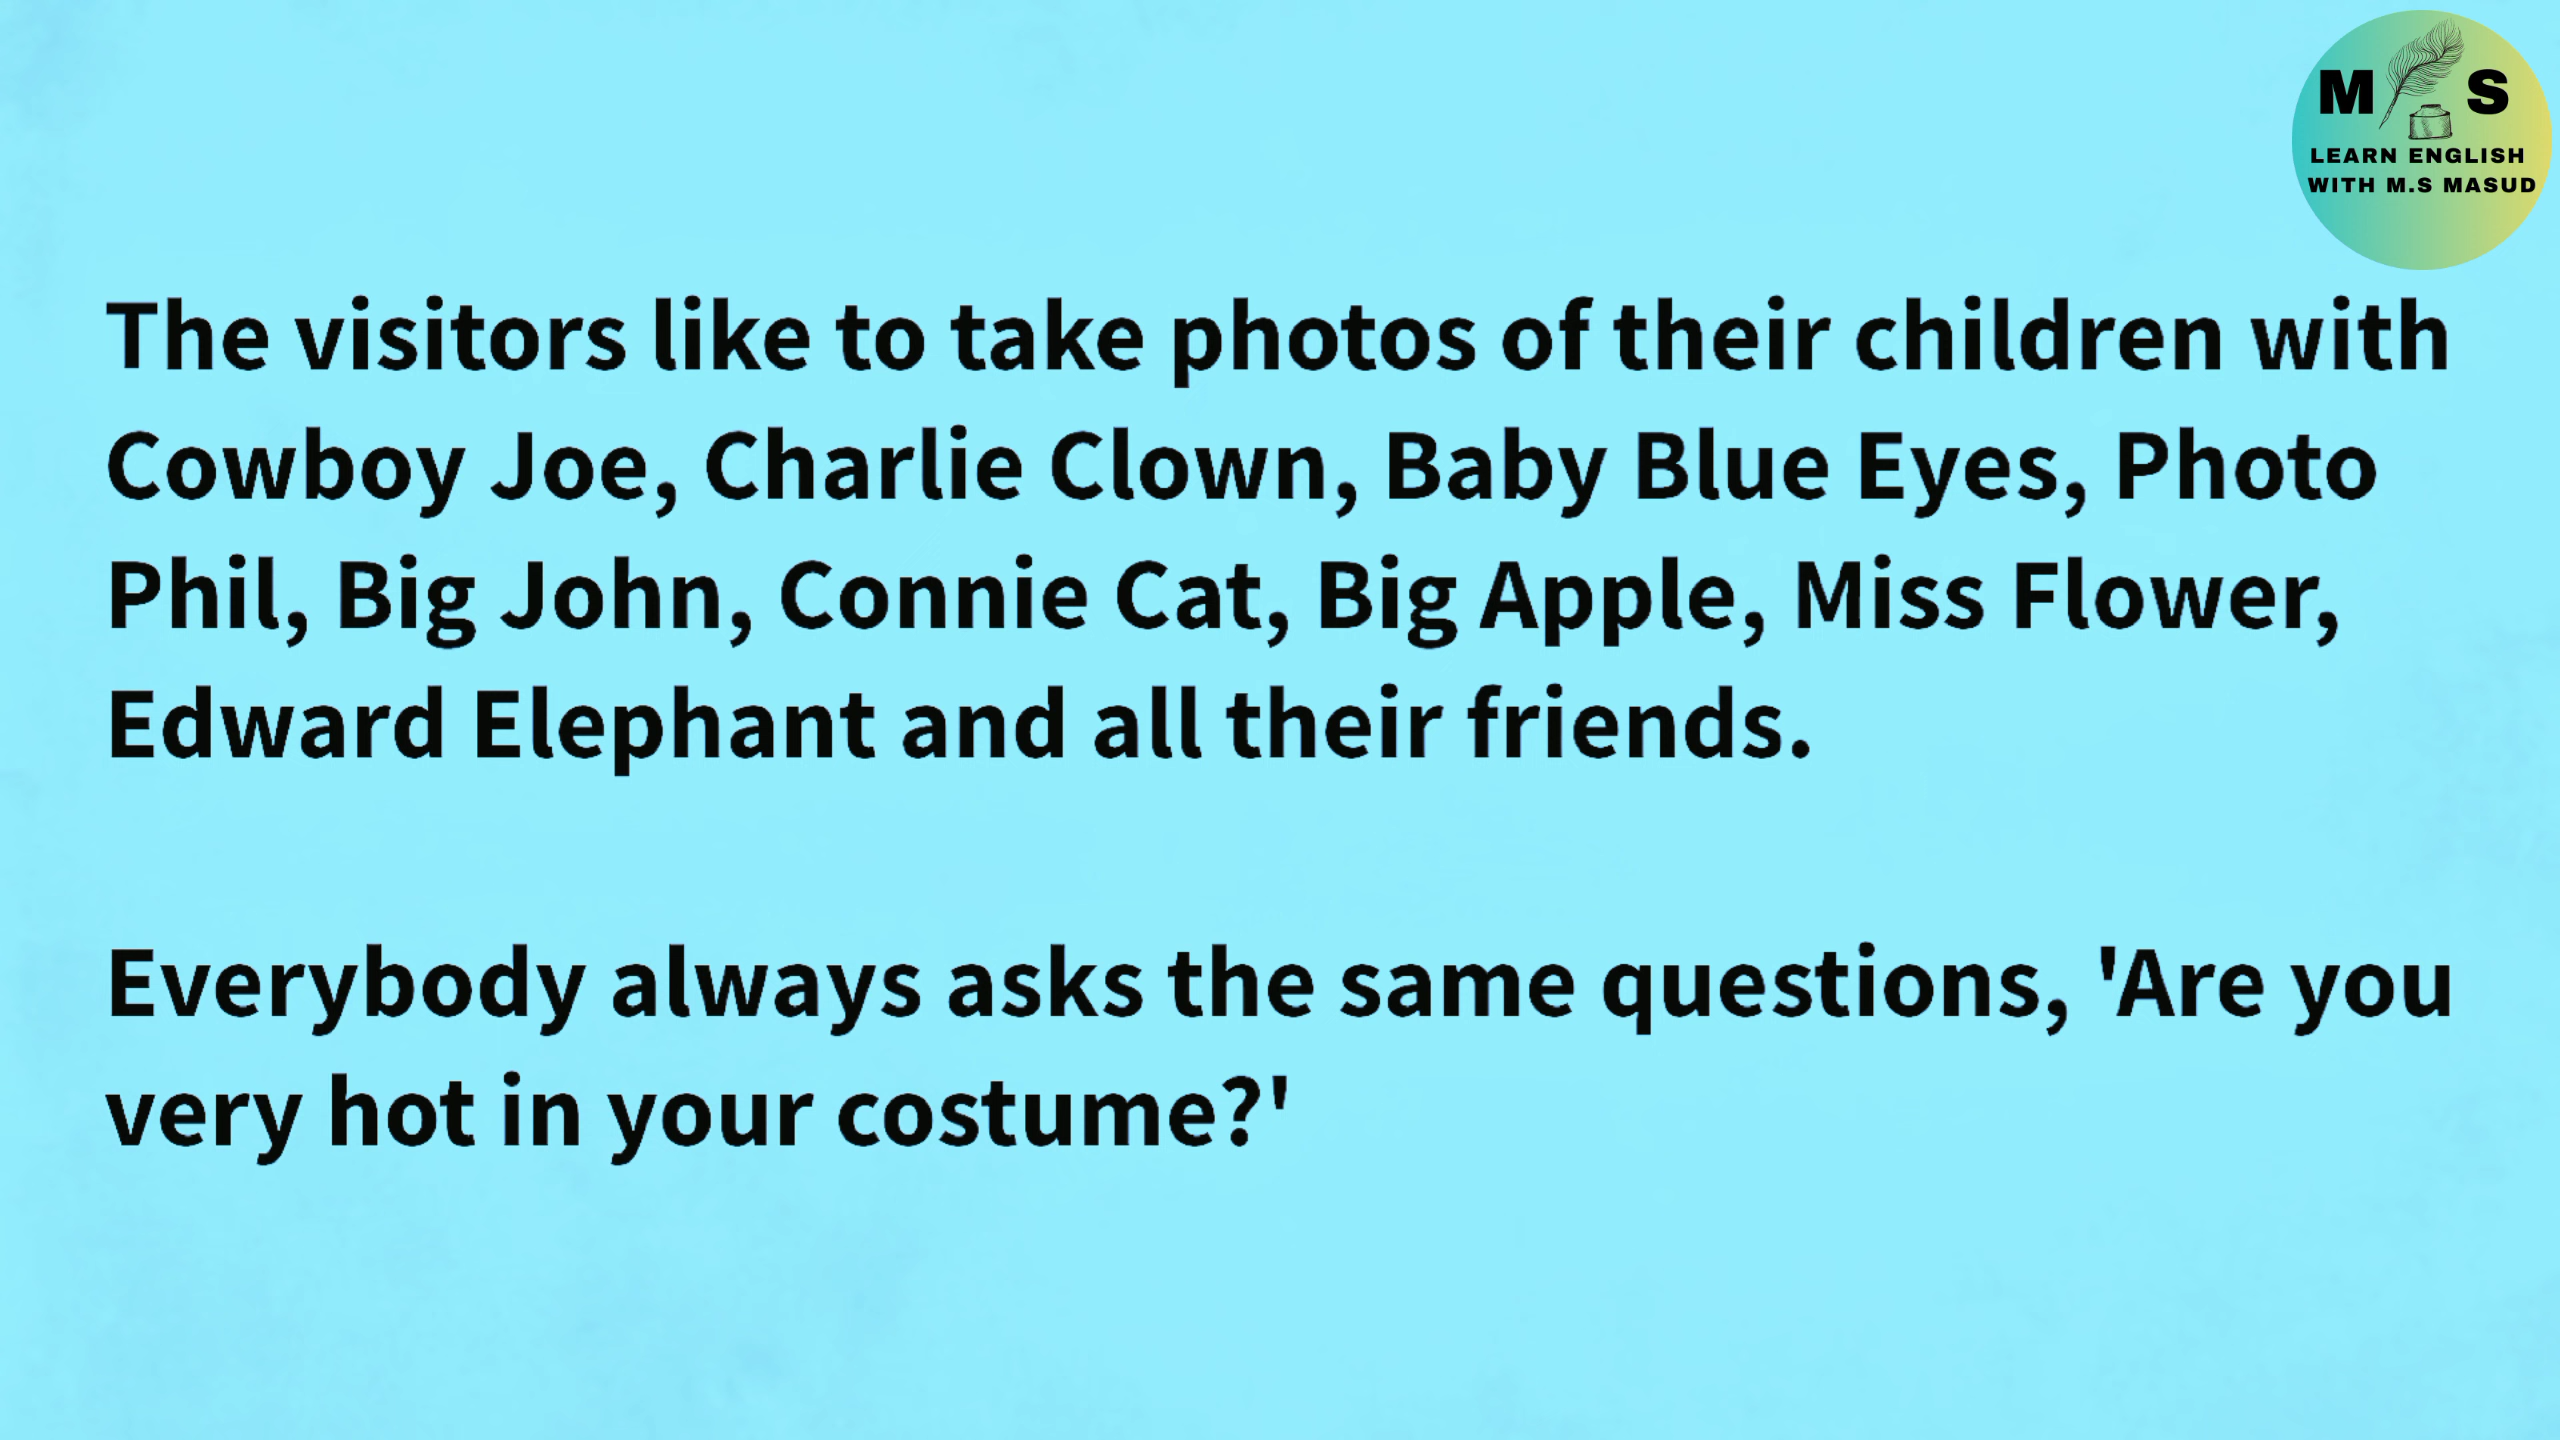 M S
LEARN ENGLISH
WITH M.S MASUD
The visitors like to take photos of their children with
Cowboy Joe, Charlie Clown, Baby Blue Eyes, Photo
Phil, Big John, Connie Cat, Big Apple, Miss Flower,
Edward Elephant and all their friends.
Everybody always asks the same questions, 'Are you
very hot in your costume?'